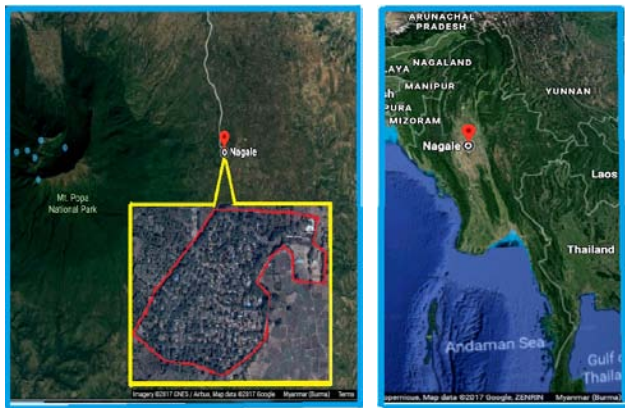 Nagale
Mt. Popa
National Park
Imagery ©2017 CNES / Airbus, Map data ©2017 Google Myanmar (Burma) Terms
ARUNACHAL
PRADESH
NAGALAND
MANIPUR
MIZORAM
YUNNAN
Nagale
Laos
Thailand
Andaman Sea
Gulf
Thaila
Map data ©2017 Google, ZENRIN Myanmar (Burma)